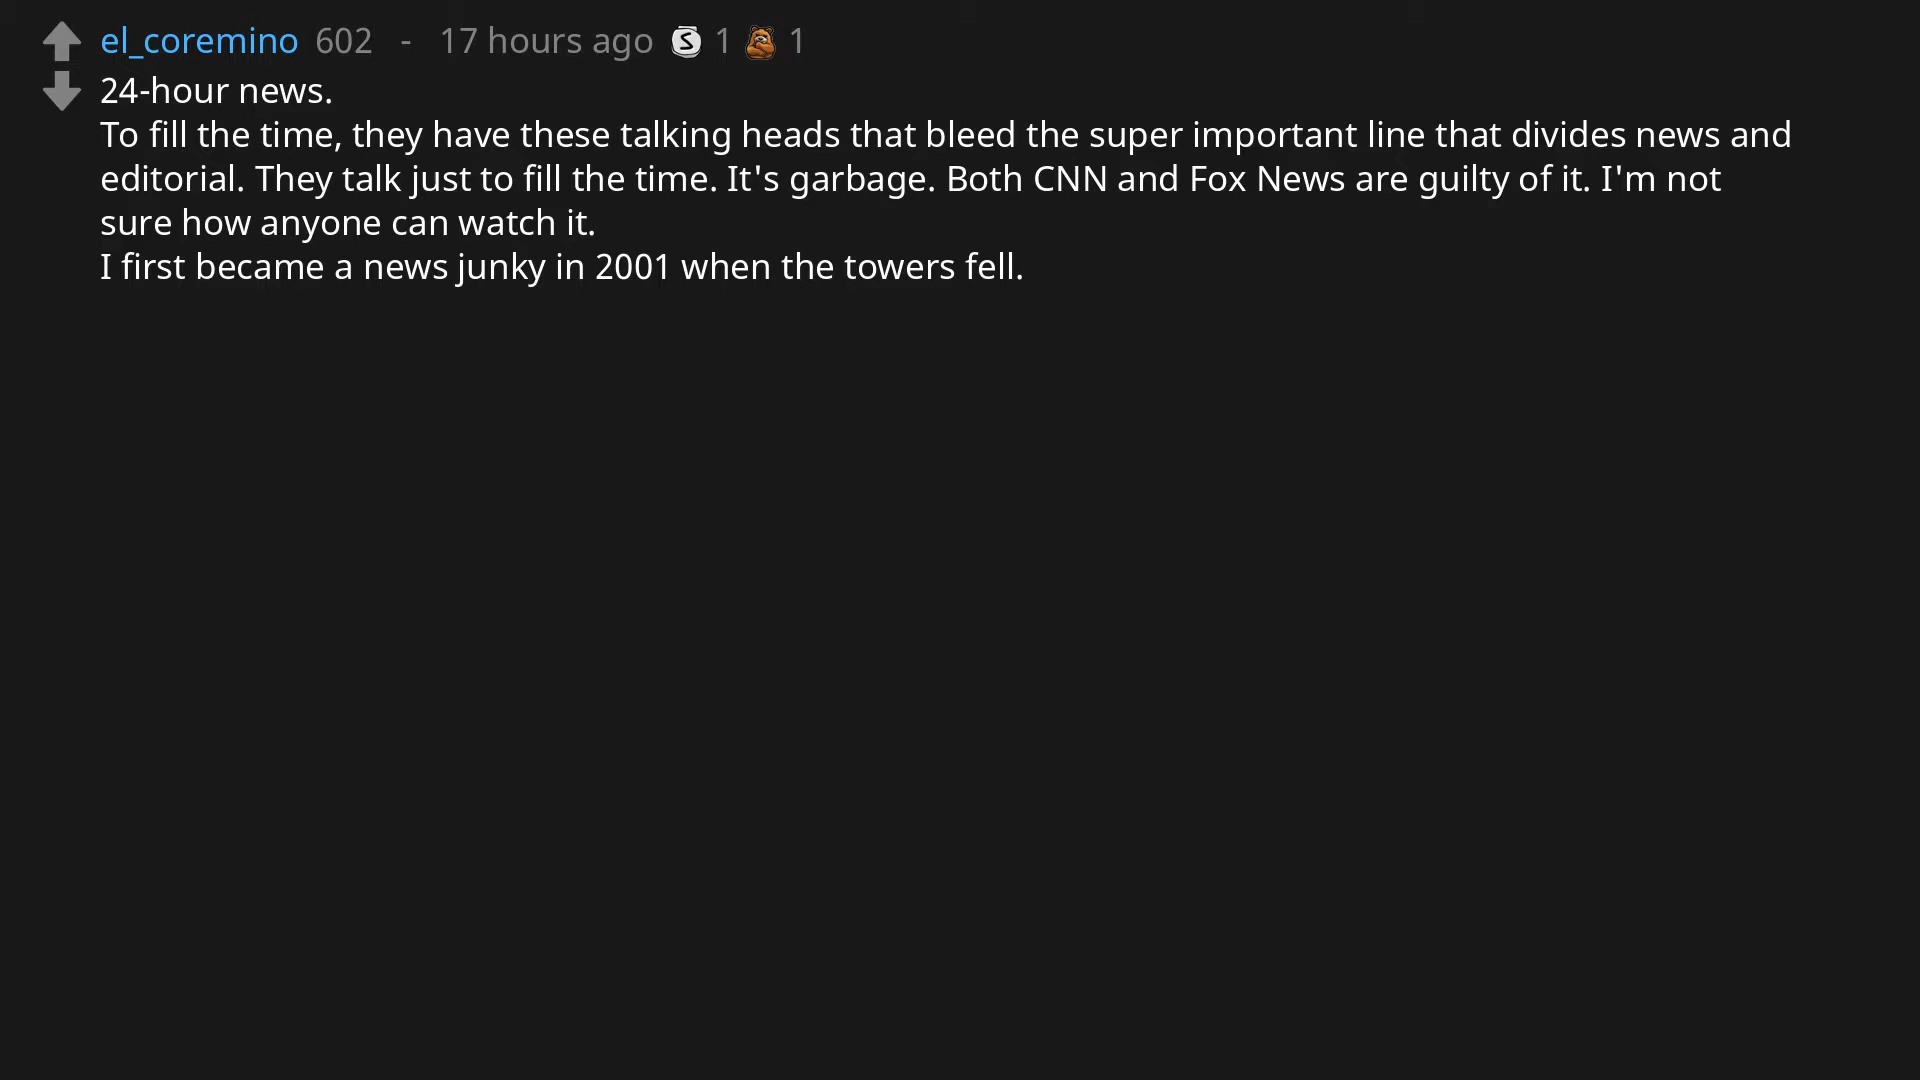 el_coremino 602 - 17 hours ago S 1 1
24-hour news.
To fill the time, they have these talking heads that bleed the super important line that divides news and
editorial. They talk just to fill the time. It's garbage. Both CNN and Fox News are guilty of it. I'm not
sure how anyone can watch it.
I first became a news junky in 2001 when the towers fell.